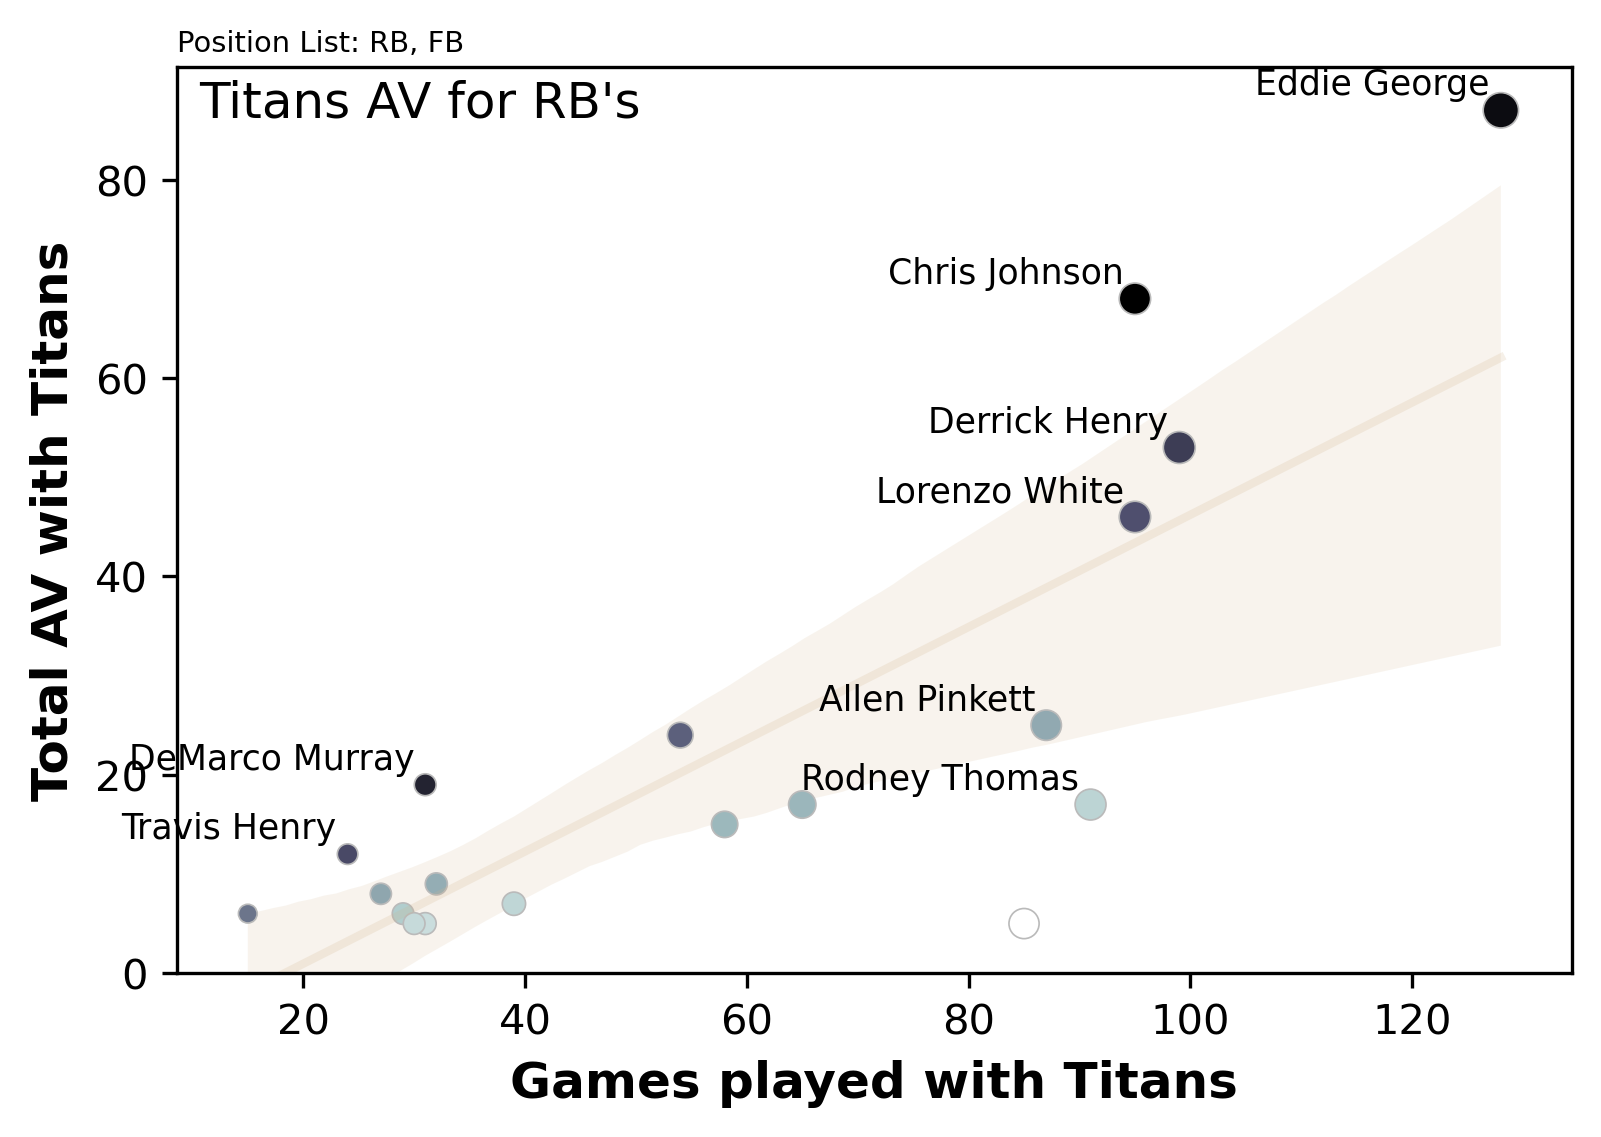 Position List: RB, FB
Titans AV for RB's
Eddie George
Chris Johnson
Derrick Henry
Lorenzo White
Allen Pinkett
DeMarco Murray
Rodney Thomas
Travis Henry
Total AV with Titans
80
60
40
20
0
20 40 60 80 100 120
Games played with Titans